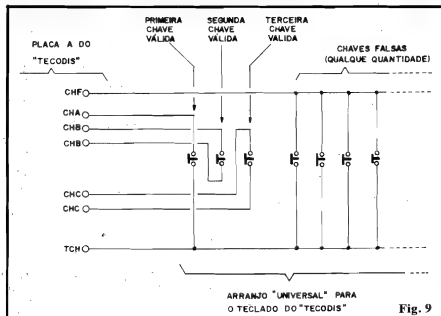 PLACA A DO
"TECODIS"
PRIMEIRA
CHAVE
VÁLIDA
SEGUNDA
CHAVE
VÁLIDA
TERCEIRA
CHAVE
VÁLIDA
CHAVES FALSAS
(QUALQUE QUANTIDADE)
CHF
CHA
CHB
CHB
CHC
CHC
TCH
ARRANJO "UNIVERSAL" PARA
O TECLADO DO "TECODIS"
Fig. 9